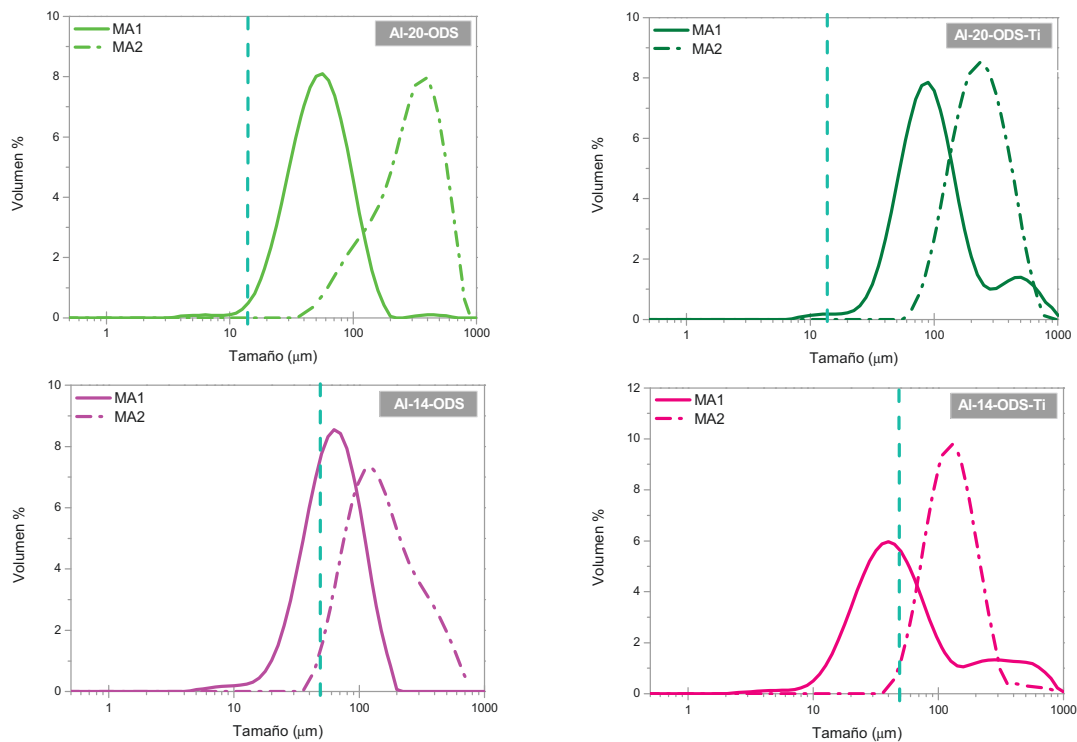 10
8
6
4
2
0
Volumen %
MA1
MA2
Al-20-ODS
1
10
100
1000
Tamaño (μm)
10
8
6
4
2
0
Volumen %
MA1
MA2
Al-20-ODS-Ti
1
10
100
1000
Tamaño (μm)
10
8
6
4
2
0
Volumen %
MA1
MA2
Al-14-ODS
1
10
100
1000
Tamaño (μm)
12
10
8
6
4
2
0
Volumen %
MA1
MA2
Al-14-ODS-Ti
1
10
100
1000
Tamaño (μm)